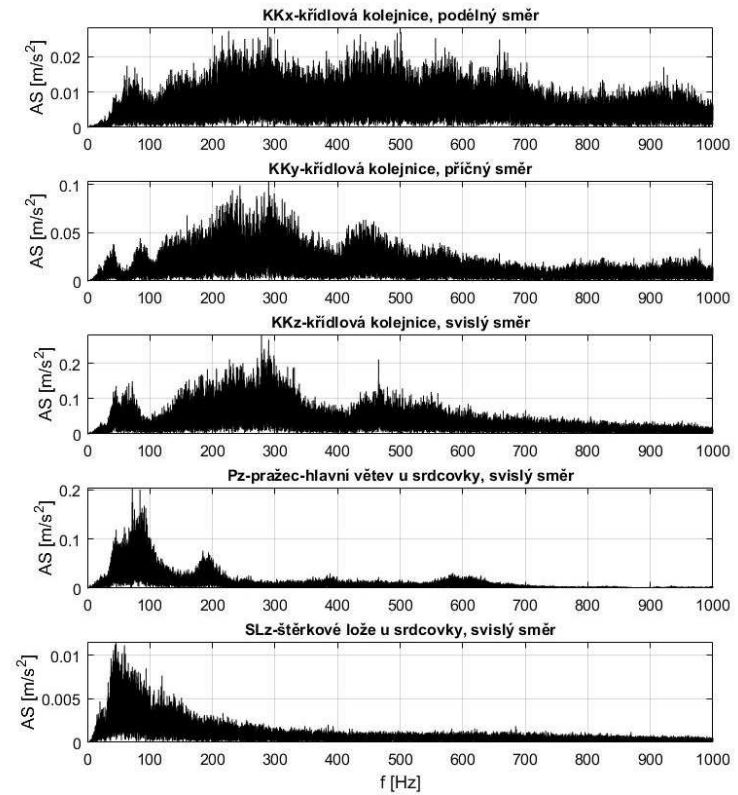 KKx-křídlová kolejnice, podélný směr
AS [m/s²]
0.02
0.01
0
0 100 200 300 400 500 600 700 800 900 1000
KKy-křídlová kolejnice, příčný směr
AS [m/s²]
0.1
0.05
0
0 100 200 300 400 500 600 700 800 900 1000
KKz-křídlová kolejnice, svislý směr
AS [m/s²]
0.2
0.1
0
0 100 200 300 400 500 600 700 800 900 1000
Pz-pražec-hlavní větev u srdcovky, svislý směr
AS [m/s²]
0.2
0.1
0
0 100 200 300 400 500 600 700 800 900 1000
SLz-štěrkové lože u srdcovky, svislý směr
AS [m/s²]
0.01
0.005
0
0 100 200 300 400 500 600 700 800 900 1000
f [Hz]